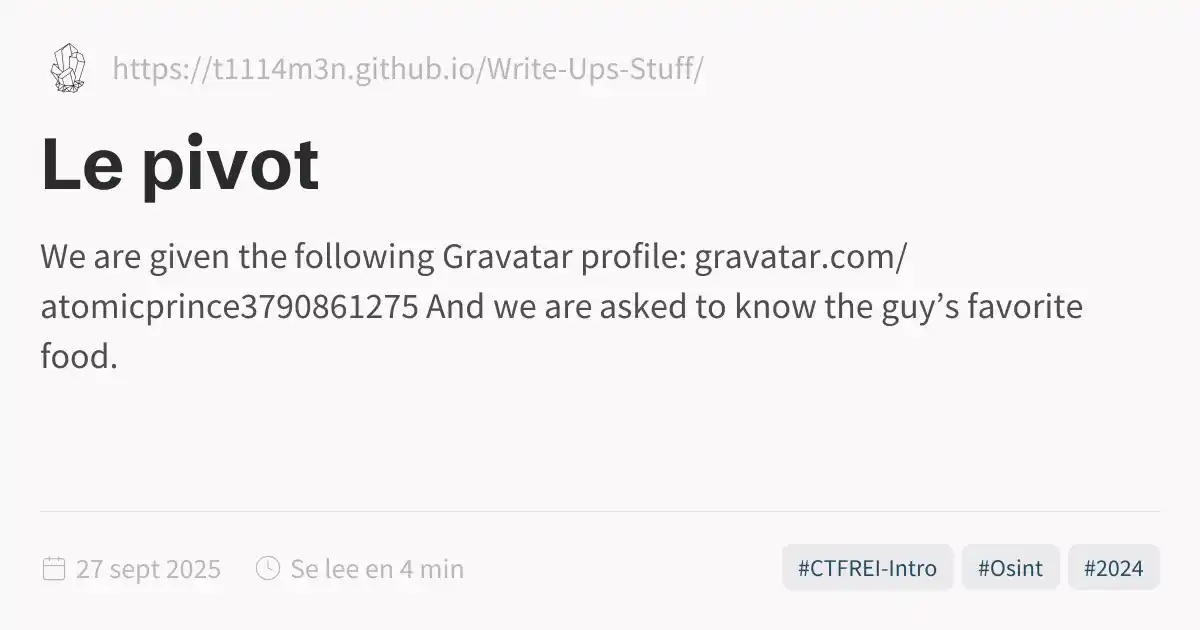 https://t1114m3n.github.io/Write-Ups-Stuff/
Le pivot
We are given the following Gravatar profile: gravatar.com/
atomicprince3790861275 And we are asked to know the guy’s favorite
food.
27 sept 2025 Se lee en 4 min #CTFREI-Intro #Osint #2024